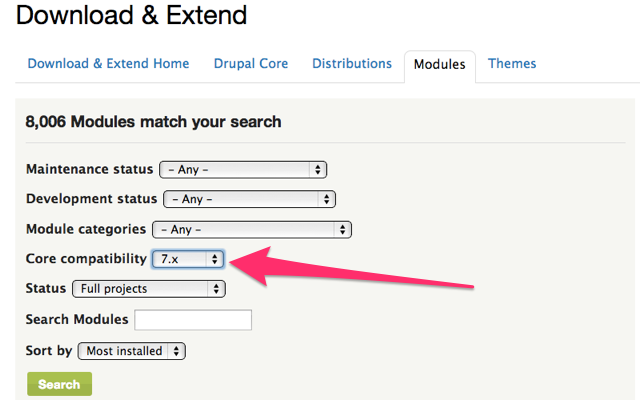 Download & Extend
Download & Extend Home Drupal Core Distributions Modules Themes
8,006 Modules match your search
Maintenance status - Any -
Development status - Any -
Module categories - Any -
Core compatibility 7.x
Status Full projects
Search Modules
Sort by Most installed
Search